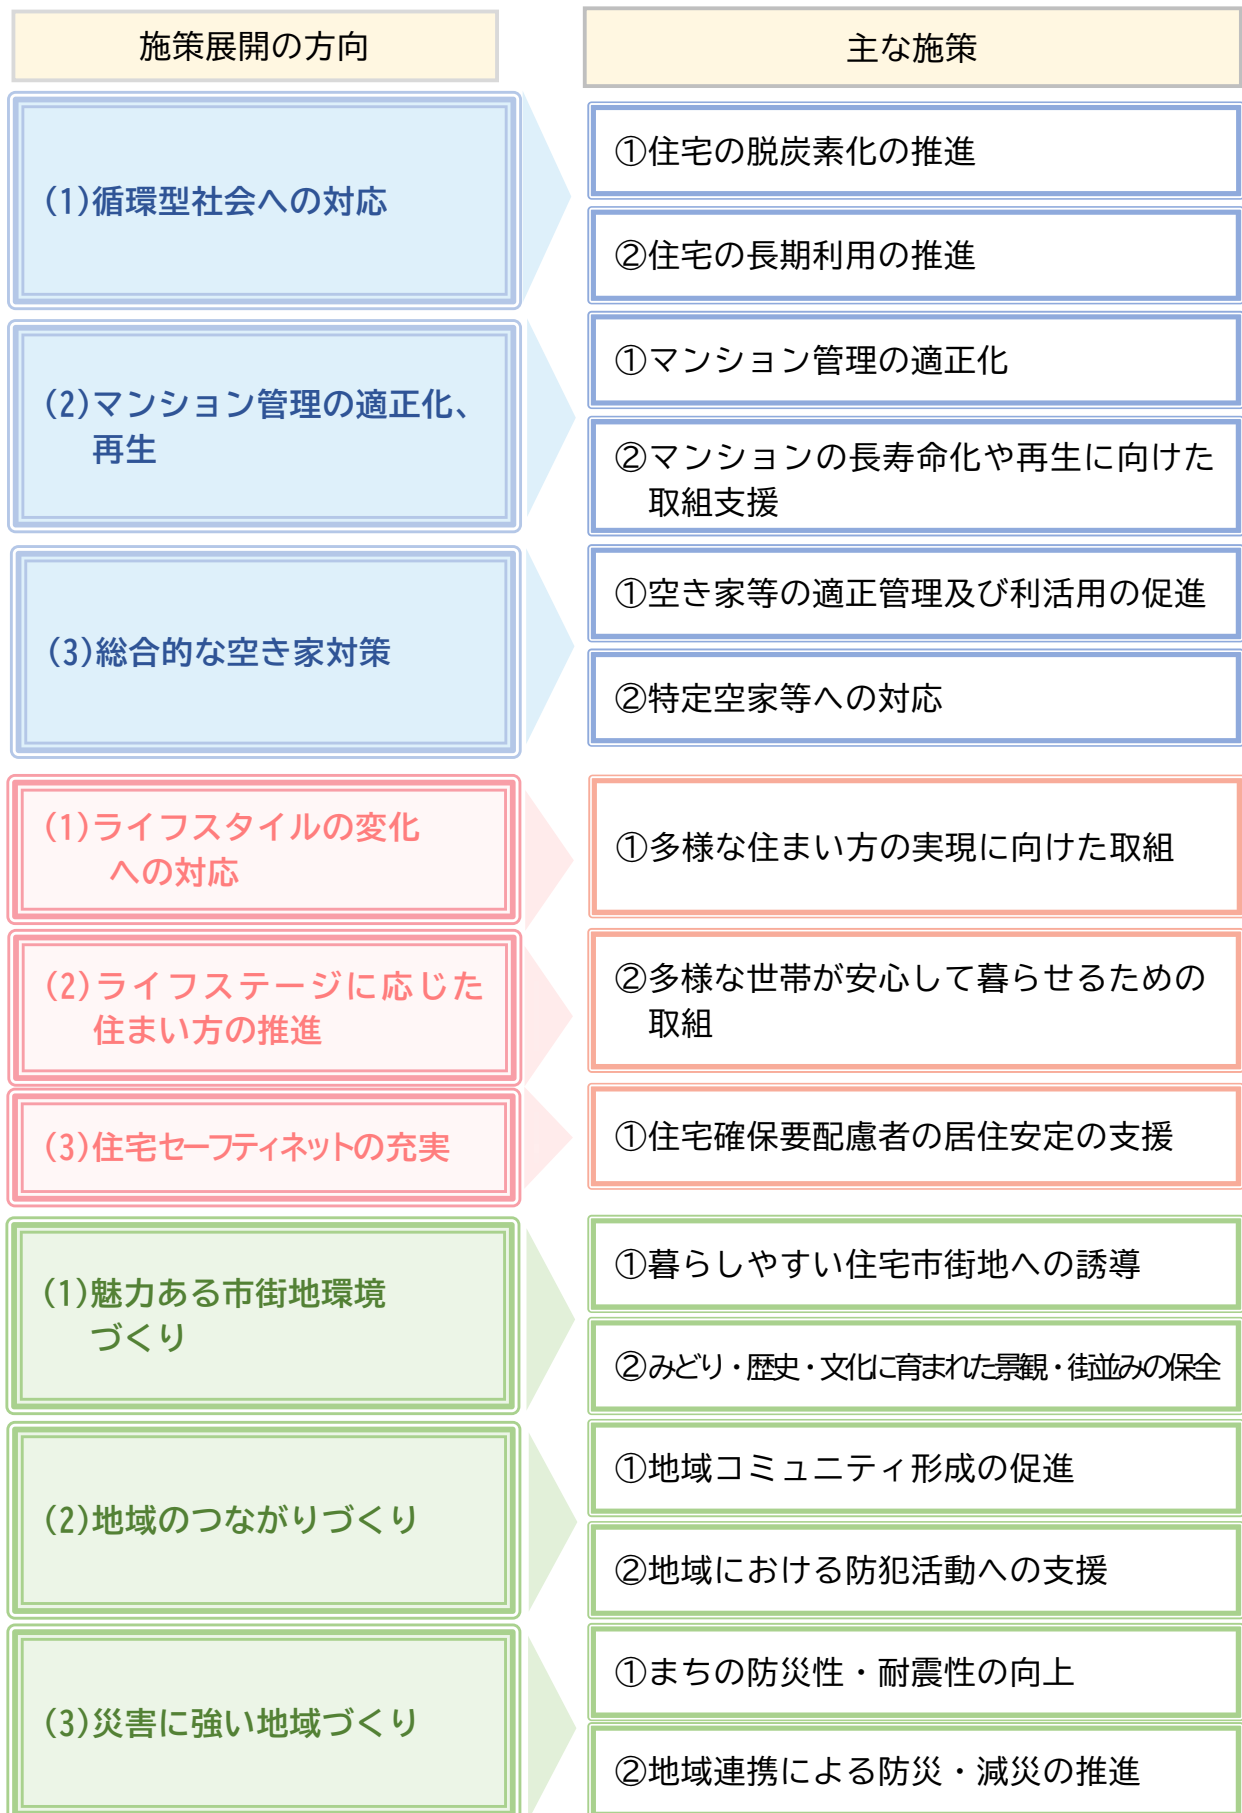 施策展開の方向
主な施策
(1)循環型社会への対応
①住宅の脱炭素化の推進
②住宅の長期利用の推進
(2)マンション管理の適正化、
再生
①マンション管理の適正化
②マンションの長寿命化や再生に向けた
取組支援
(3)総合的な空き家対策
①空き家等の適正管理及び利活用の促進
②特定空家等への対応
(1)ライフスタイルの変化
への対応
①多様な住まい方の実現に向けた取組
(2)ライフステージに応じた
住まい方の推進
②多様な世帯が安心して暮らせるための
取組
(3)住宅セーフティネットの充実
①住宅確保要配慮者の居住安定の支援
(1)魅力ある市街地環境
づくり
①暮らしやすい住宅市街地への誘導
②みどり・歴史・文化に育まれた景観・街並みの保全
(2)地域のつながりづくり
①地域コミュニティ形成の促進
②地域における防犯活動への支援
(3)災害に強い地域づくり
①まちの防災性・耐震性の向上
②地域連携による防災・減災の推進